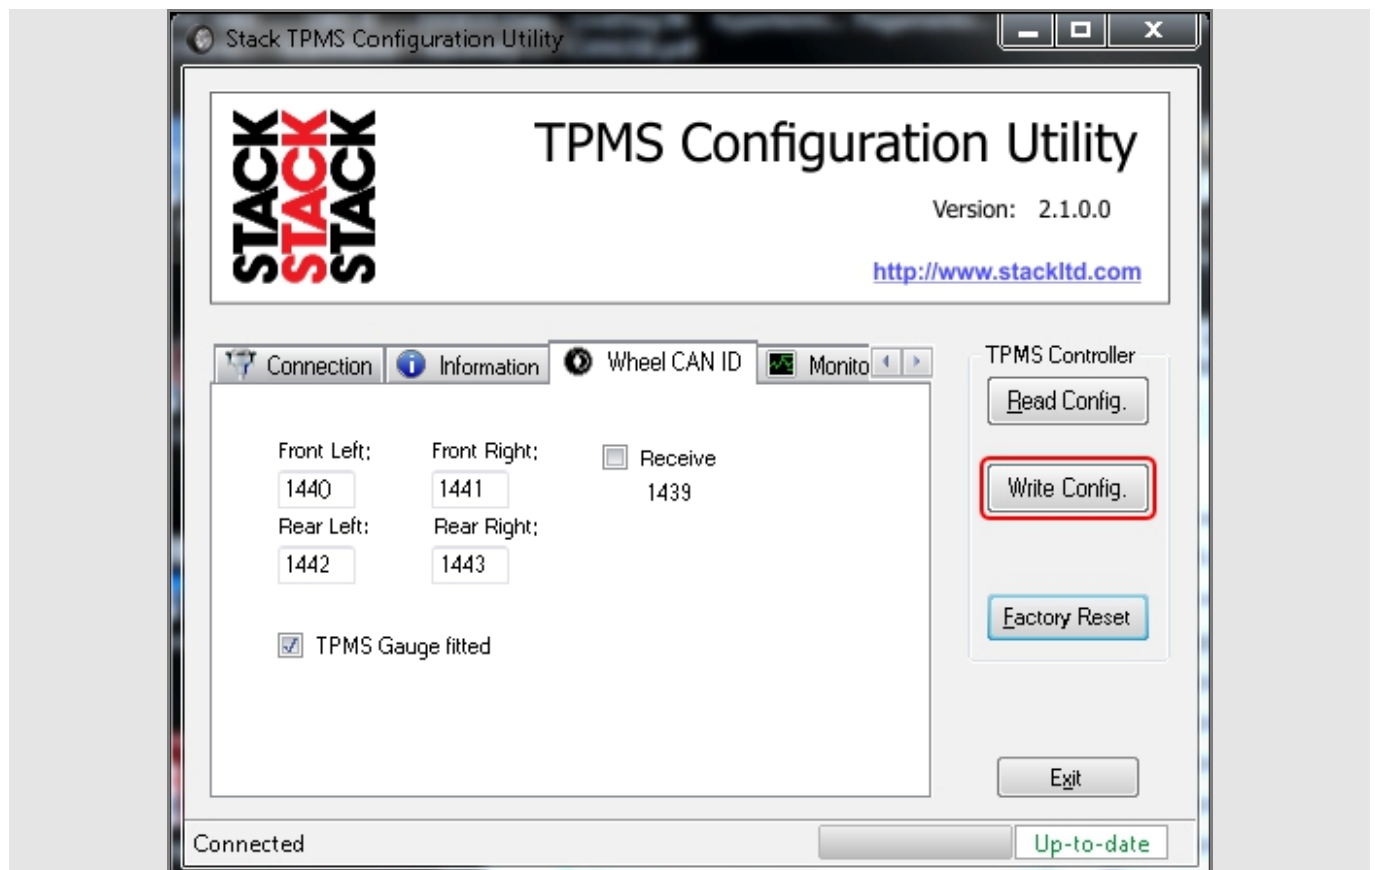 Stack TPMS Configuration Utility
STACK
STACK
STACK
TPMS Configuration Utility
Version: 2.1.0.0
http://www.stackltd.com
Connection
Information
Wheel CAN ID
Monito
TPMS Controller
Read Config.
Write Config.
Factory Reset
Exit
Front Left:
Front Right:
1440
1441
Receive
1439
Rear Left:
Rear Right:
1442
1443
TPMS Gauge fitted
Connected
Up-to-date